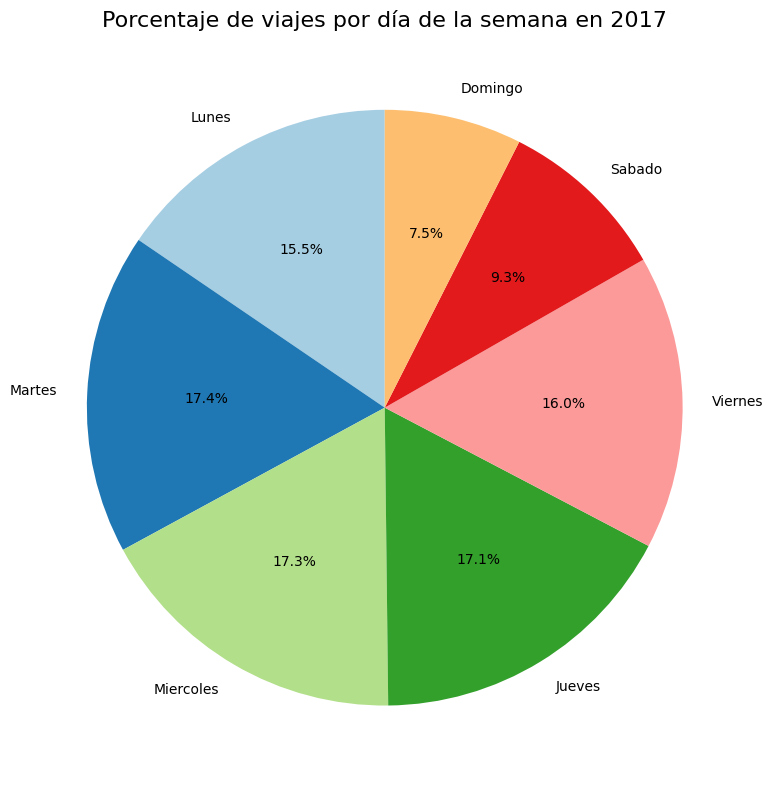 Porcentaje de viajes por día de la semana en 2017
Domingo
Lunes
Sabado
7.5%
15.5%
9.3%
Martes
17.4%
16.0%
Viernes
17.3%
17.1%
Miercoles
Jueves